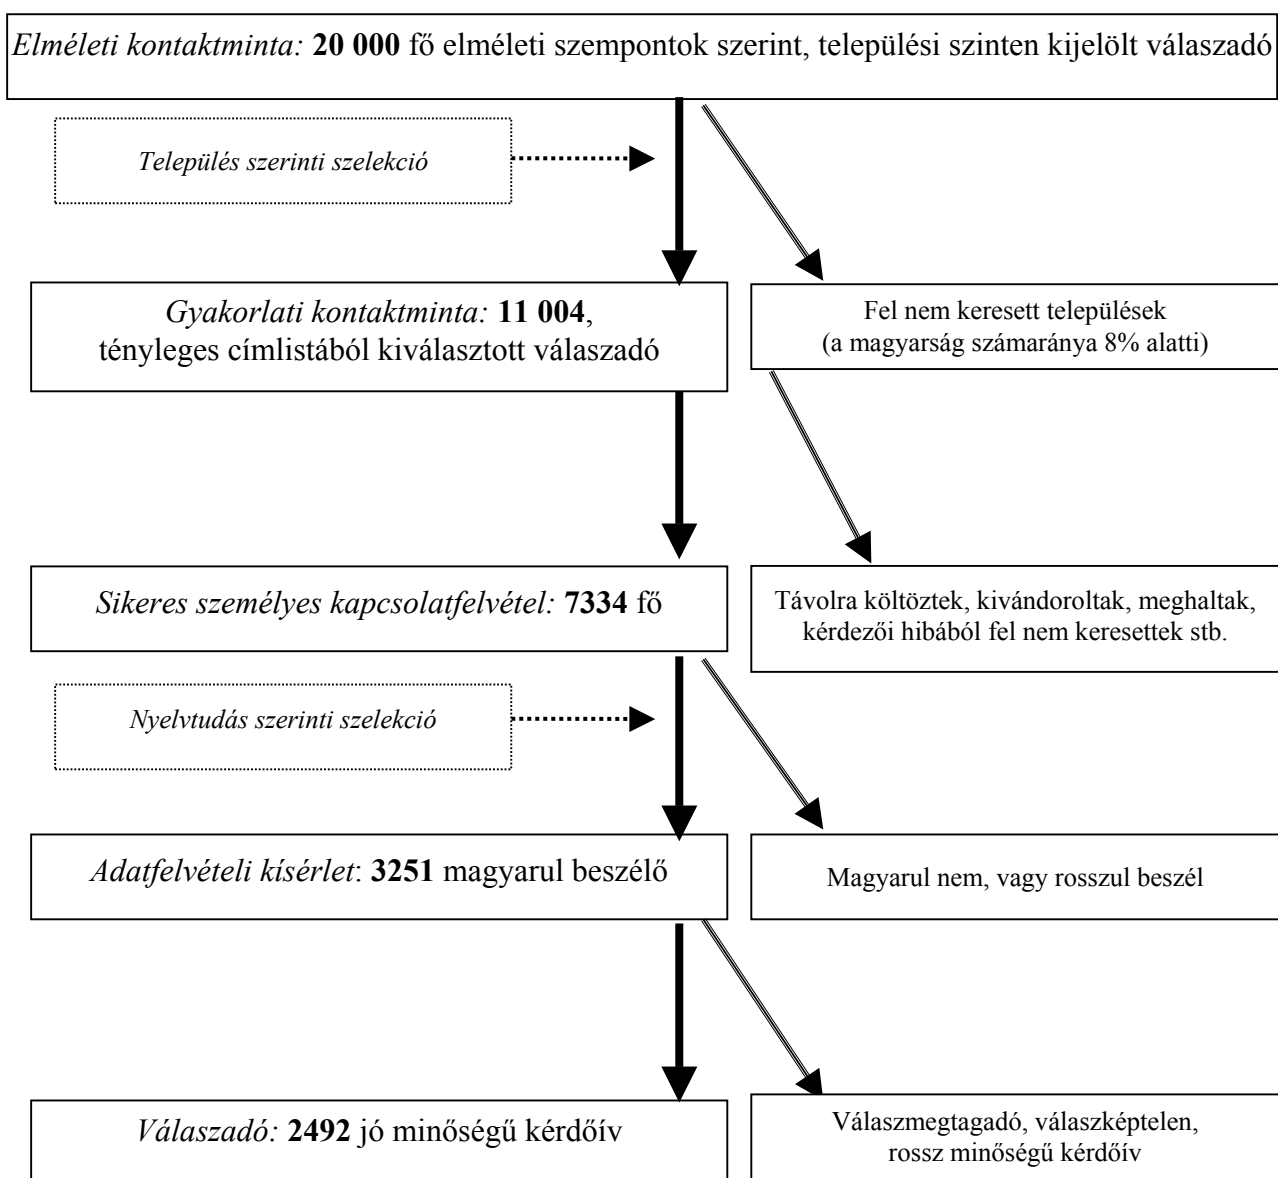 Elméleti kontaktminta: 20 000 fő elméleti szempontok szerint, települési szinten kijelölt válaszadó
Település szerinti szelekció
Gyakorlati kontaktminta: 11 004,
tényleges címlistából kiválasztott válaszadó
Fel nem keresett települések
(a magyarság számaránya 8% alatti)
Sikeres személyes kapcsolatfelvétel: 7334 fő
Távolra költöztek, kivándoroltak, meghaltak,
kérdezői hibából fel nem keresettek stb.
Nyelvtudás szerinti szelekció
Adatfelvételi kísérlet: 3251 magyarul beszélő
Magyarul nem, vagy rosszul beszél
Válaszadó: 2492 jó minőségű kérdőív
Válaszmegtagadó, válaszképtelen,
rossz minőségű kérdőív